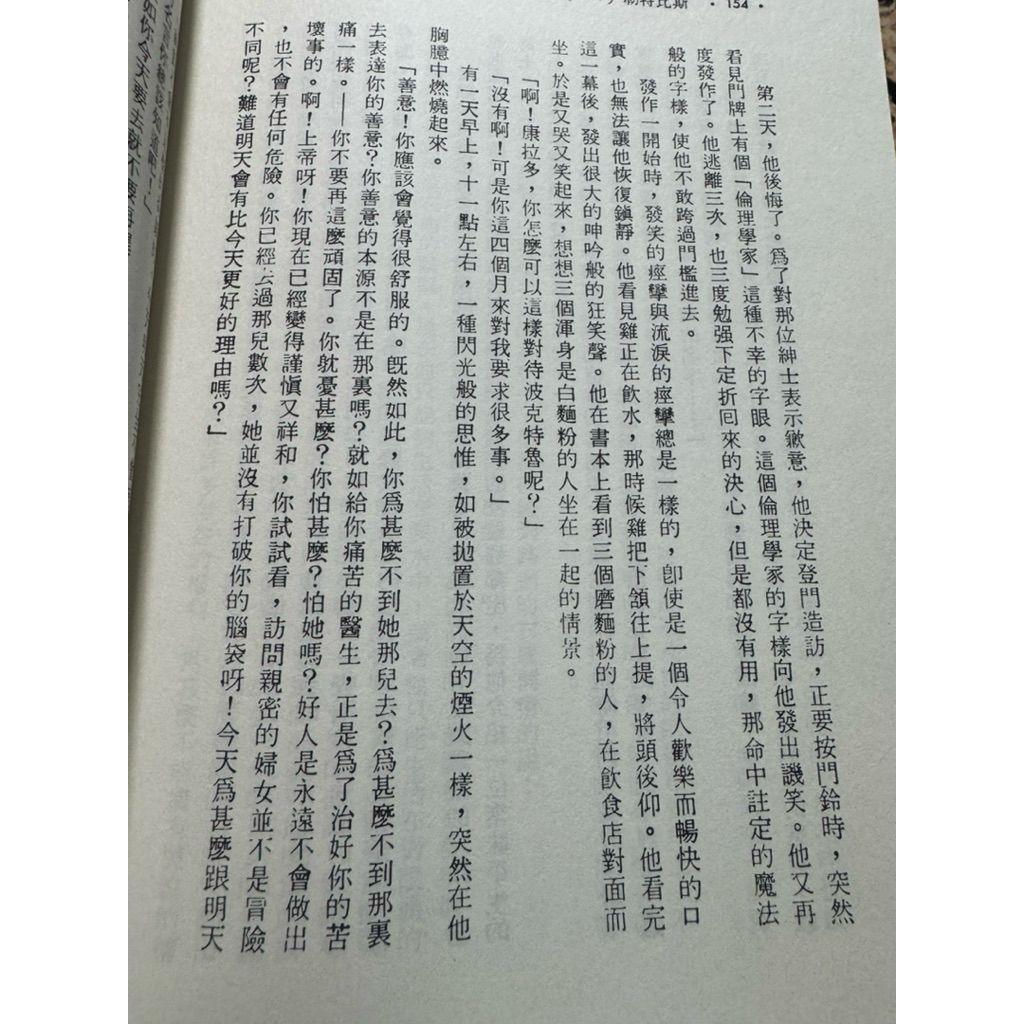 勒特比斯 • 154 •
第二天，他後悔了。爲了對那位紳士表示歉意，他決定登門造訪，正要按門鈴時，突然
看見門牌上有個「倫理學家」這種不幸的字眼。這個倫理學家的字樣向他發出譏笑。他又再
度發作了。他逃離三次，也三度勉强下定折回來的決心，但是都沒有用，那命中註定的魔法
般的字樣，使他不敢跨過門檻進去。
發作一開始時，發笑的痙攣與流淚的痙攣總是一樣的，卽使是一個令人歡樂而暢快的口
實，也無法讓他恢復鎭靜。他看見雞正在飮水，那時候雞把下頜往上提，將頭後仰。他看完
這一幕後，發出很大的呻吟般的狂笑聲。他在書本上看到三個磨麵粉的人，在飮食店對面而
坐。於是又哭又笑起來，想想三個渾身是白麵粉的人坐在一起的情景。
「啊！康拉多，你怎麽可以這樣對待波克特魯呢？」
「沒有啊！可是你這四個月來對我要求很多事。」
有一天早上，十一點左右，一種閃光般的思惟，如被拋置於天空的煙火一樣，突然在他
胸臆中燃燒起來。
「善意！你應該會覺得很舒服的。旣然如此，你爲甚麽不到她那兒去？爲甚麽不到那裏
去表達你的善意？你善意的本源不是在那裏嗎？就如給你痛苦的醫生，正是爲了治好你的苦
痛一樣。——你不要再這麽頑固了。你躭憂甚麽？你怕甚麽？怕她嗎？好人是永遠不會做出
壞事的。啊！上帝呀！你現在已經變得謹愼又祥和，你試試看，訪問親密的婦女並不是冒險
，也不會有任何危險。你已經去過那兒數次，她並沒有打破你的腦袋呀！今天爲甚麽跟明天
不同呢？難道明天會有比今天更好的理由嗎？」